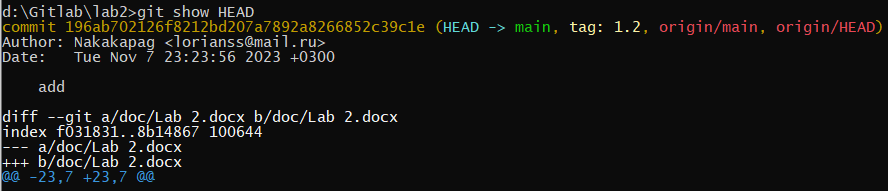 d:\Gitlab\lab2>git show HEAD
commit 196ab702126f8212bd207a7892a8266852c39c1e (HEAD -> main, tag: 1.2, origin/main, origin/HEAD)
Author: Nakakapag <lorianss@mail.ru>
Date:   Tue Nov 7 23:23:56 2023 +0300
    add
diff --git a/doc/Lab 2.docx b/doc/Lab 2.docx
index f031831..8b14867 100644
--- a/doc/Lab 2.docx
+++ b/doc/Lab 2.docx
@@ -23,7 +23,7 @@